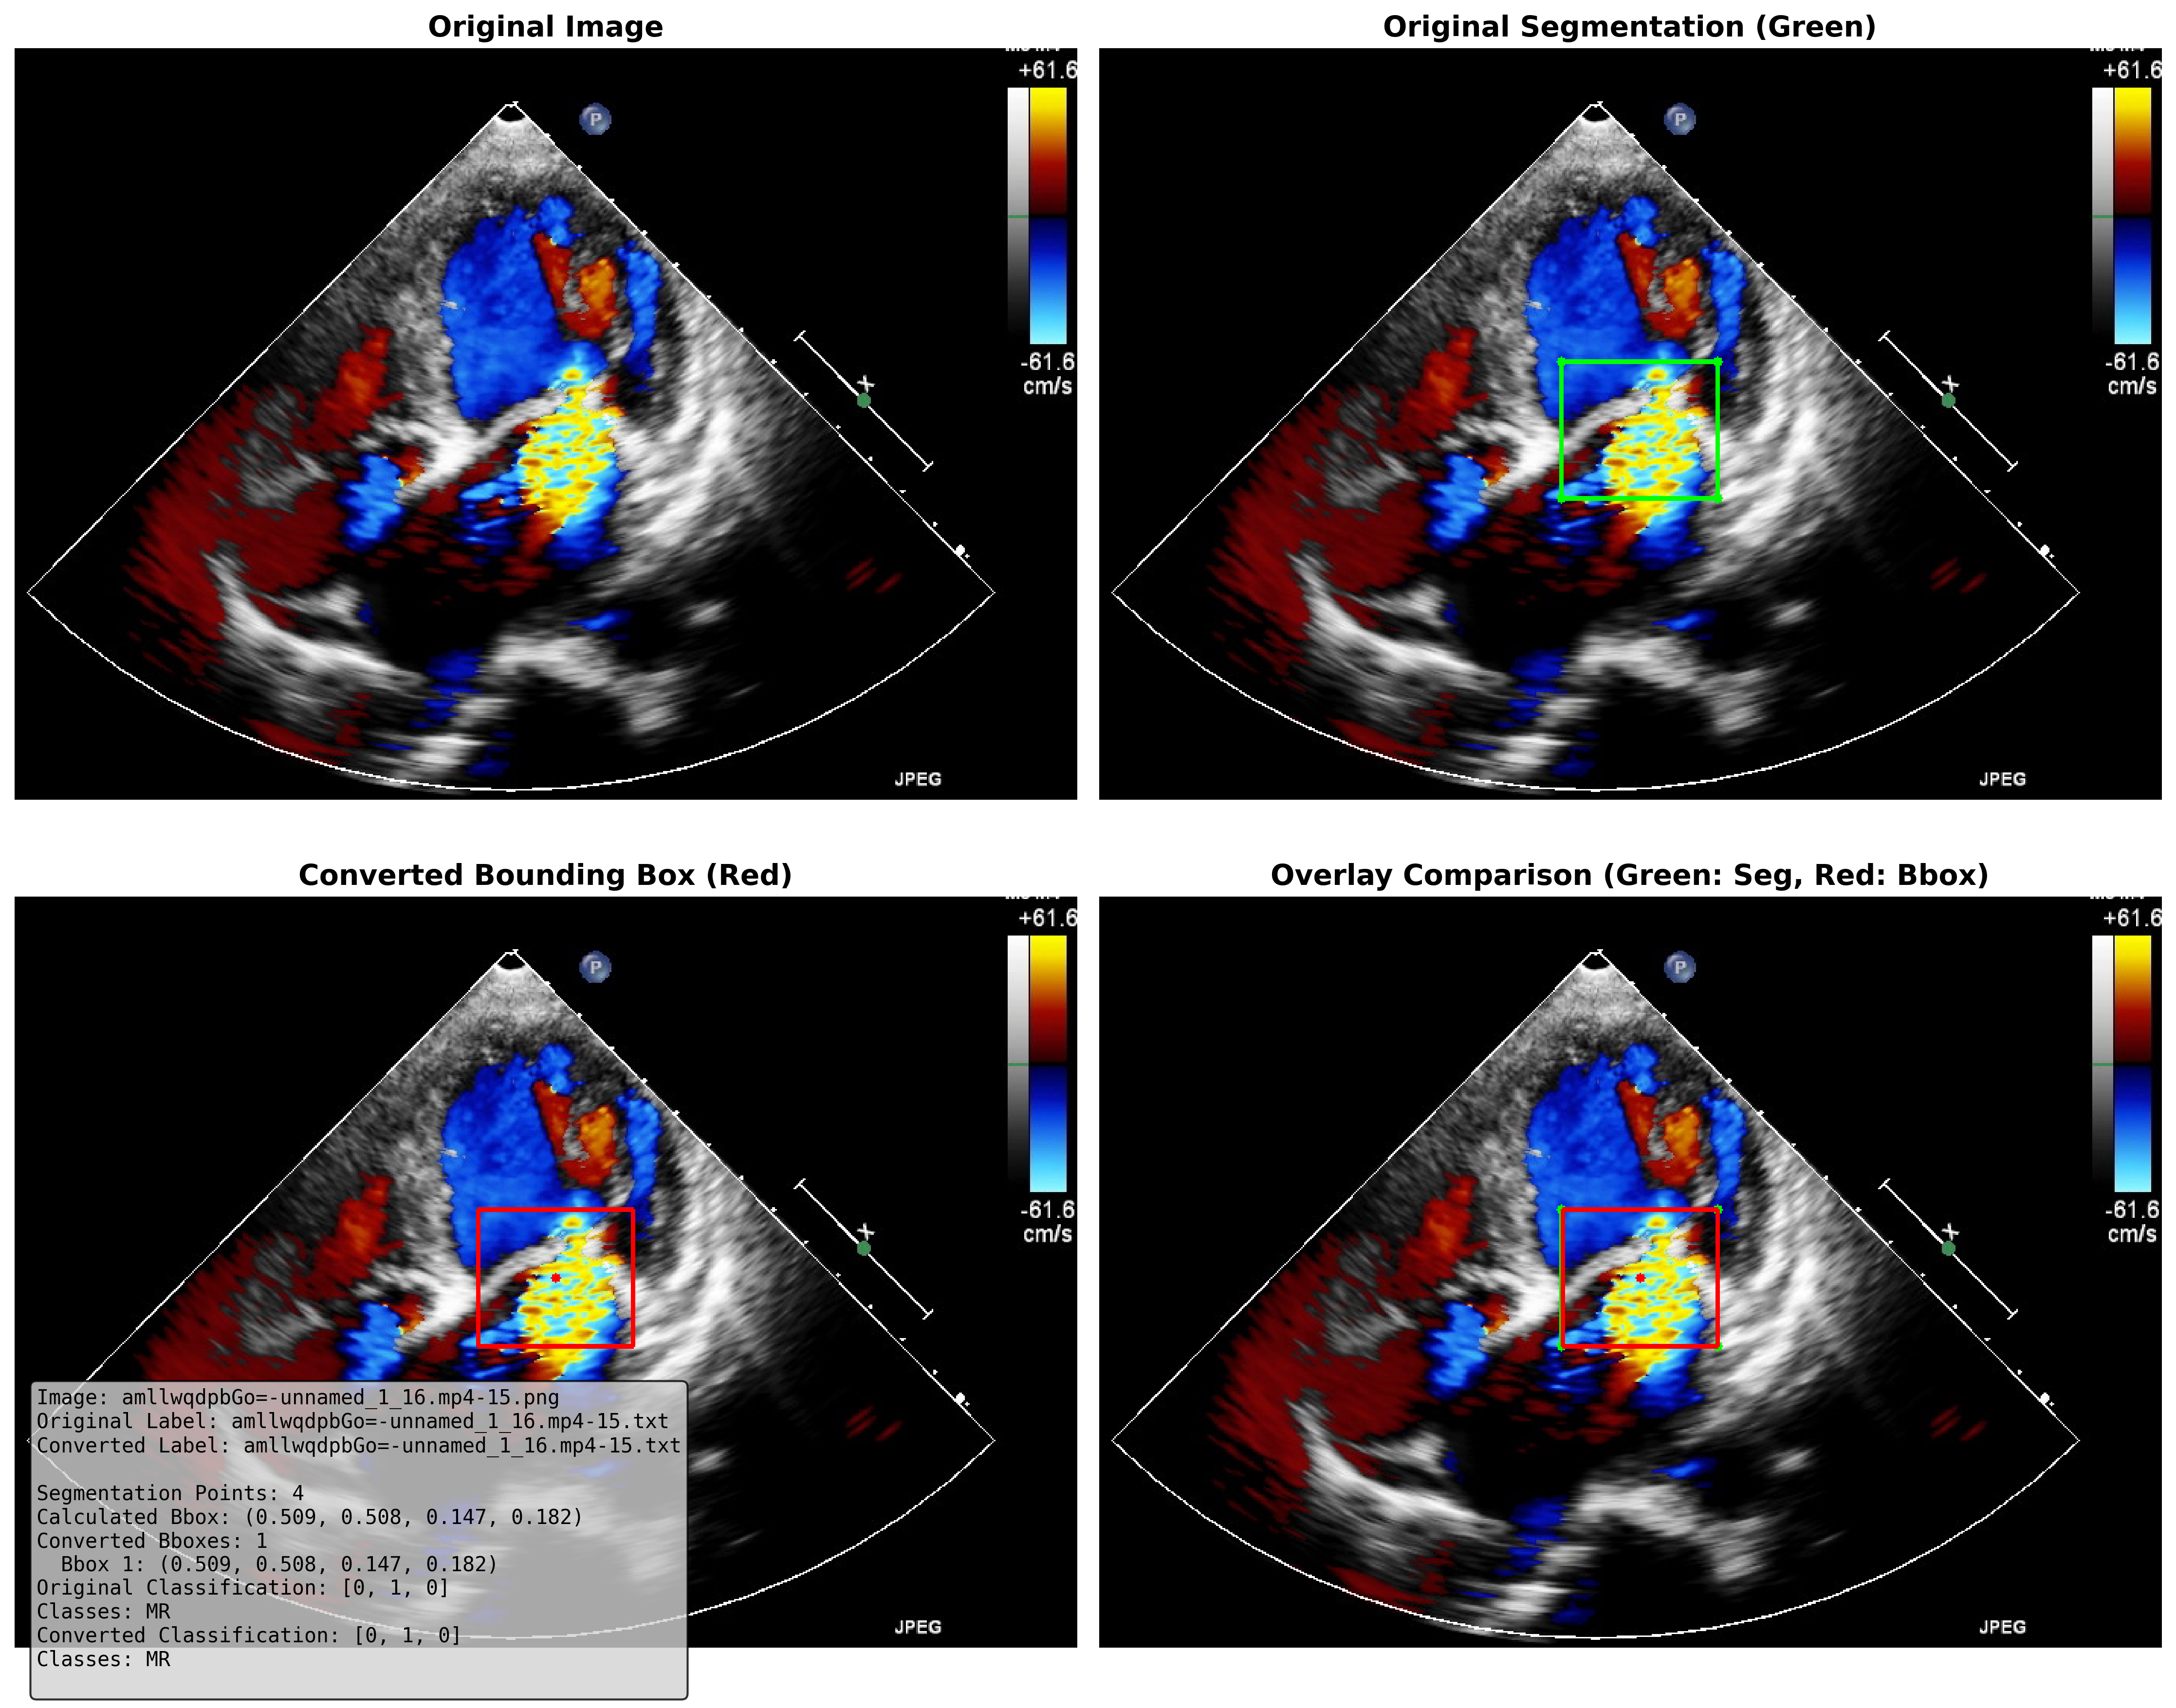 Original Image
Original Segmentation (Green)
+61.6
-61.6
cm/s
P
X
JPEG
+61.6
-61.6
cm/s
P
X
JPEG
Converted Bounding Box (Red)
Overlay Comparison (Green: Seg, Red: Bbox)
+61.6
-61.6
cm/s
P
X
JPEG
Image: amllwqdpbGo=-unnamed_1_16.mp4-15.png
Original Label: amllwqdpbGo=-unnamed_1_16.mp4-15.txt
Converted Label: amllwqdpbGo=-unnamed_1_16.mp4-15.txt
Segmentation Points: 4
Calculated Bbox: (0.509, 0.508, 0.147, 0.182)
Converted Bboxes: 1
Bbox 1: (0.509, 0.508, 0.147, 0.182)
Original Classification: [0, 1, 0]
Classes: MR
Converted Classification: [0, 1, 0]
Classes: MR
+61.6
-61.6
cm/s
P
X
JPEG